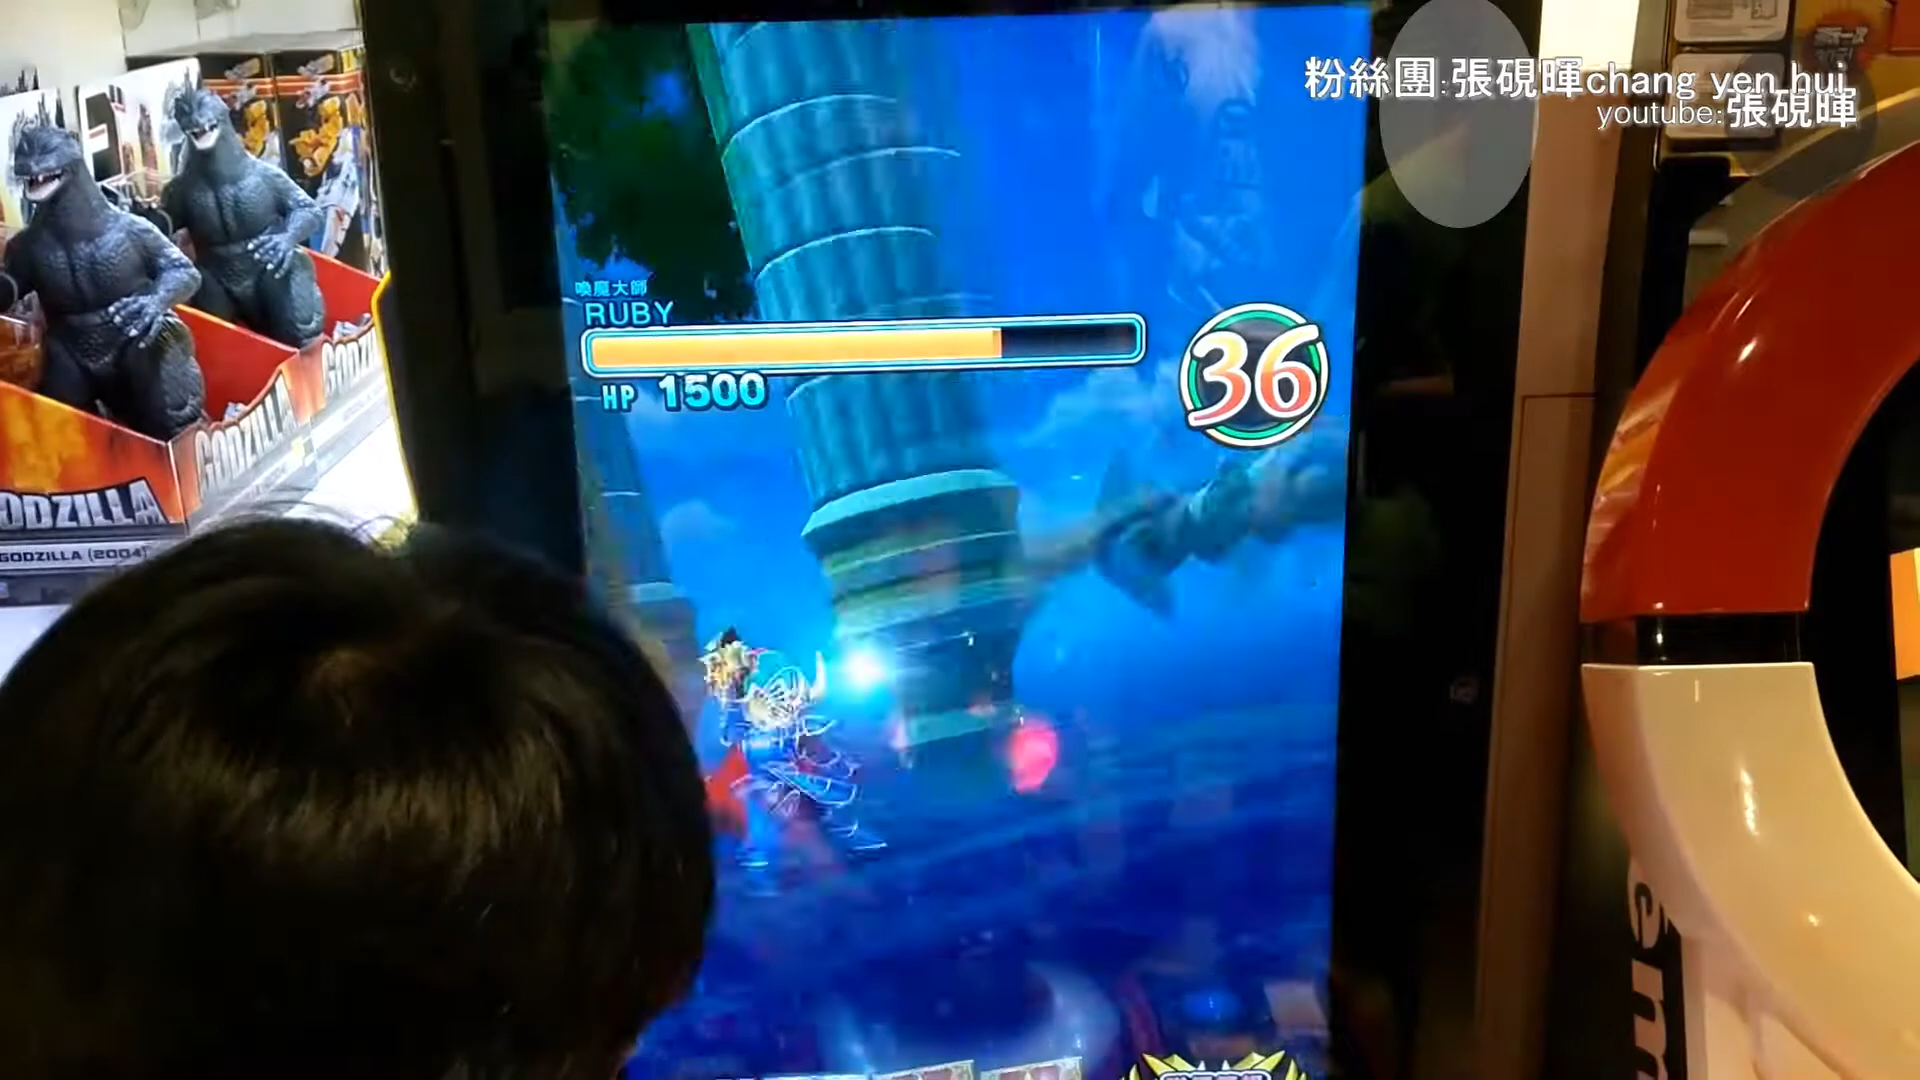 粉絲團:張硯暉chang yen hui
youtube:張硯暉
喚魔大師
RUBY
HP 1500
36
GODZILLA
GODZILLA
ODZILLA
GODZILLA (2004)
em